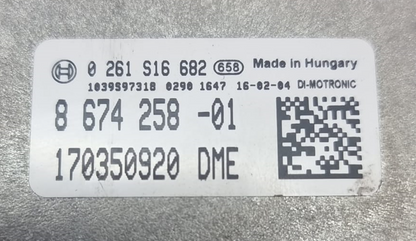 0 261 S16 682 658 Made in Hungary
1039S97318 0290 1647 16-02-04 DI-MOTRONIC
8 674 258 -01
170350920 DME